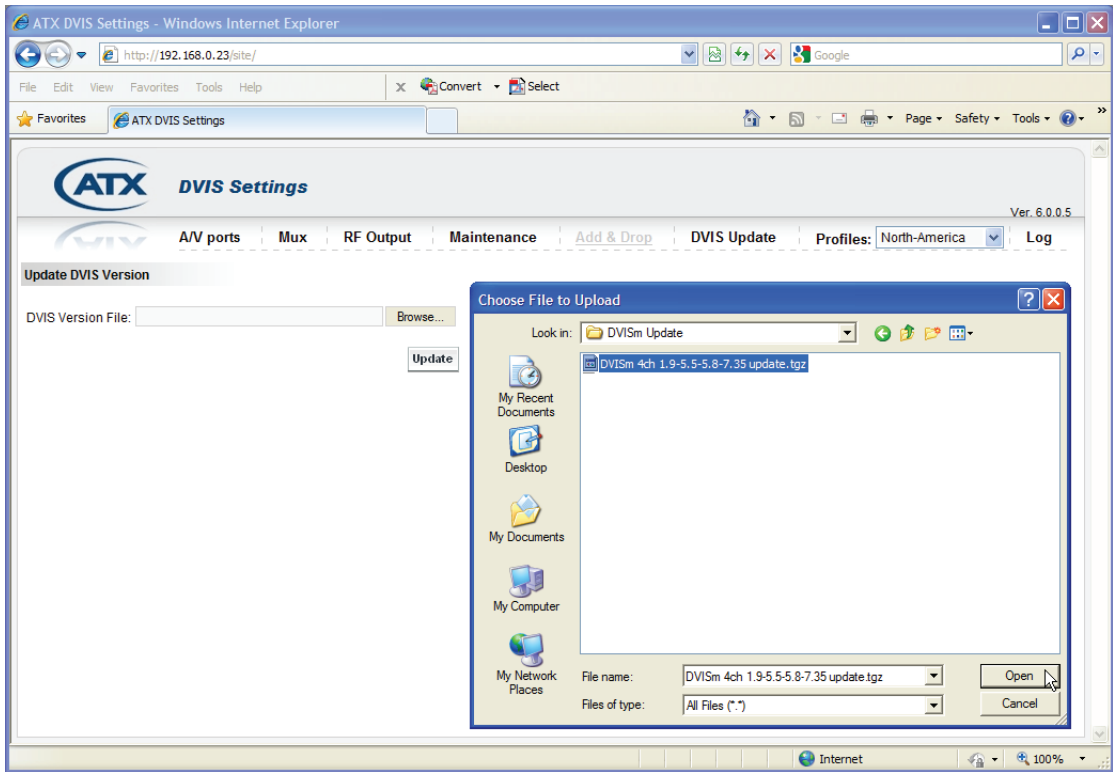 ATX DVIS Settings - Windows Internet Explorer
http://192.168.0.23/site/
Google
File Edit View Favorites Tools Help
x Convert Select
Favorites
ATX DVIS Settings
Page Safety Tools
ATX
DVIS Settings
Ver. 6.0.0.5
A/V ports Mux RF Output Maintenance Add & Drop DVIS Update Profiles: North-America Log
Update DVIS Version
DVIS Version File:
Browse...
Update
Choose File to Upload
Look in: DVISm Update
DVISm 4ch 1.9-5.5-5.8-7.35 update.tgz
My Recent
Documents
Desktop
My Documents
My Computer
My Network
Places
File name: DVISm 4ch 1.9-5.5-5.8-7.35 update.tgz
Open
Files of type: All Files (*.*)
Cancel
Internet
100%